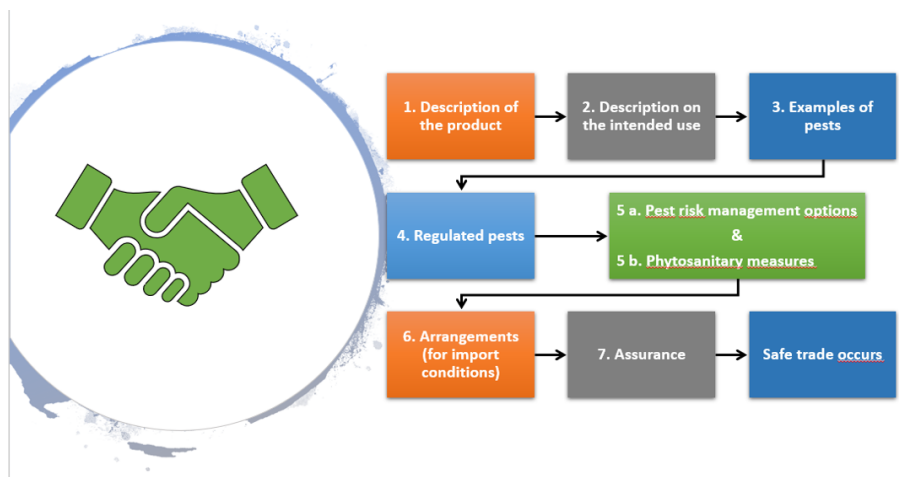 1. Description of
the product
2. Description on
the intended use
3. Examples of
pests
4. Regulated pests
5 a. Pest risk management options
&
5 b. Phytosanitary measures
6. Arrangements
(for import
conditions)
7. Assurance
Safe trade occurs